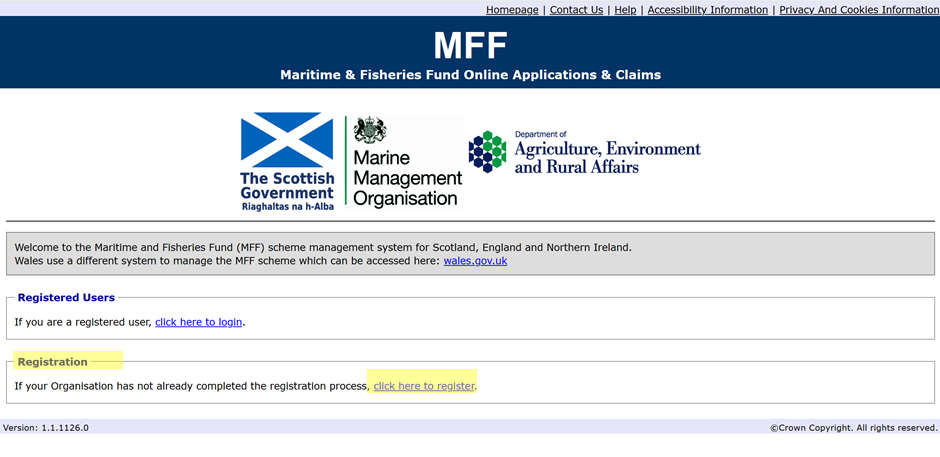 Homepage | Contact Us | Help | Accessibility Information | Privacy And Cookies Information
MFF
Maritime & Fisheries Fund Online Applications & Claims
The Scottish
Government
Riaghaltas na h-Alba
Marine
Management
Organisation
Department of
Agriculture, Environment
and Rural Affairs
Welcome to the Maritime and Fisheries Fund (MFF) scheme management system for Scotland, England and Northern Ireland.
Wales use a different system to manage the MFF scheme which can be accessed here: wales.gov.uk
Registered Users
If you are a registered user, click here to login.
Registration
If your Organisation has not already completed the registration process, click here to register.
Version: 1.1.1126.0
©Crown Copyright. All rights reserved.